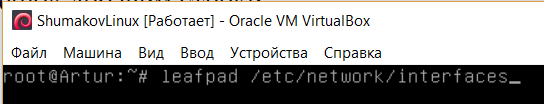 ShumakovLinux [Работает] - Oracle VM VirtualBox
Файл Машина Вид Ввод Устройства Справка
root@Artur:~# leafpad /etc/network/interfaces_